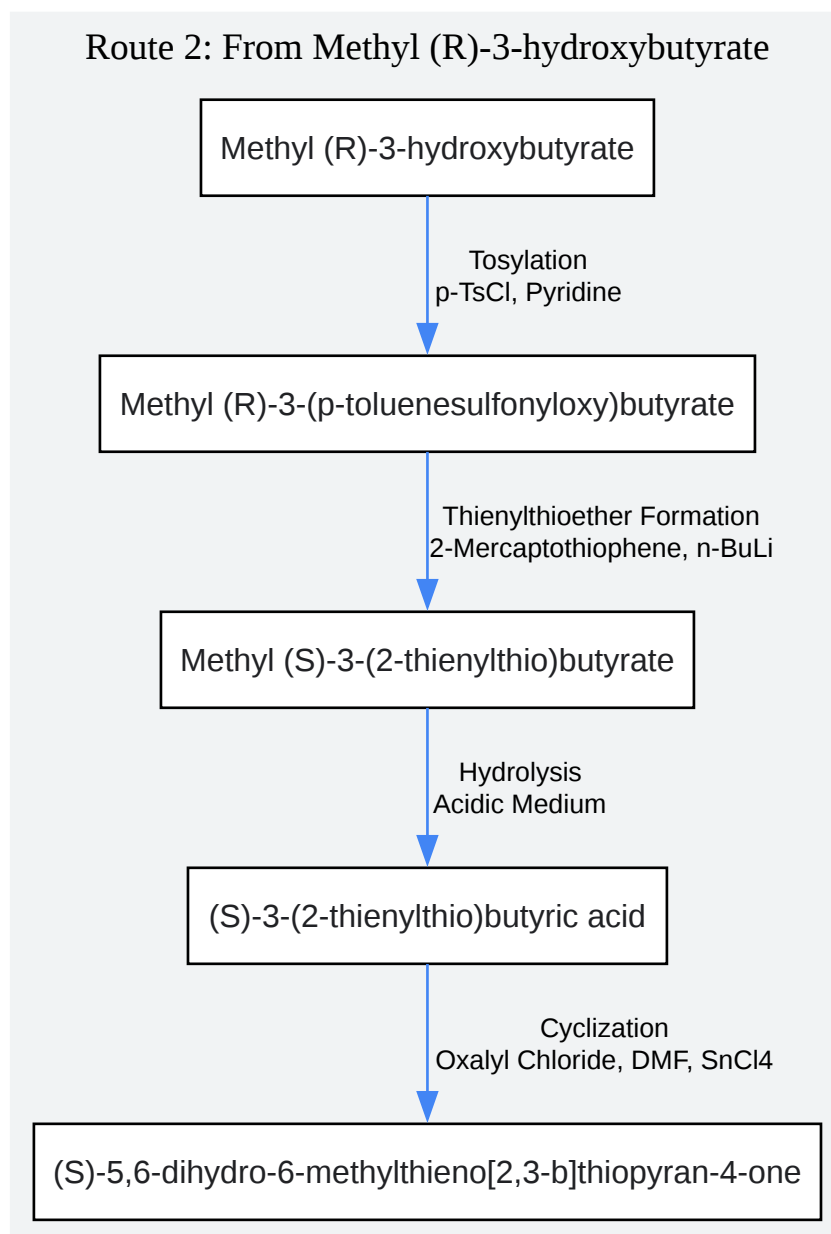 Route 2: From Methyl (R)-3-hydroxybutyrate
Methyl (R)-3-hydroxybutyrate
Tosylation
p-TsCl, Pyridine
Methyl (R)-3-(p-toluenesulfonyloxy)butyrate
Thienylthioether Formation
2-Mercaptothiophene, n-BuLi
Methyl (S)-3-(2-thienylthio)butyrate
Hydrolysis
Acidic Medium
(S)-3-(2-thienylthio)butyric acid
Cyclization
Oxalyl Chloride, DMF, SnCl4
(S)-5,6-dihydro-6-methylthieno[2,3-b]thiopyran-4-one